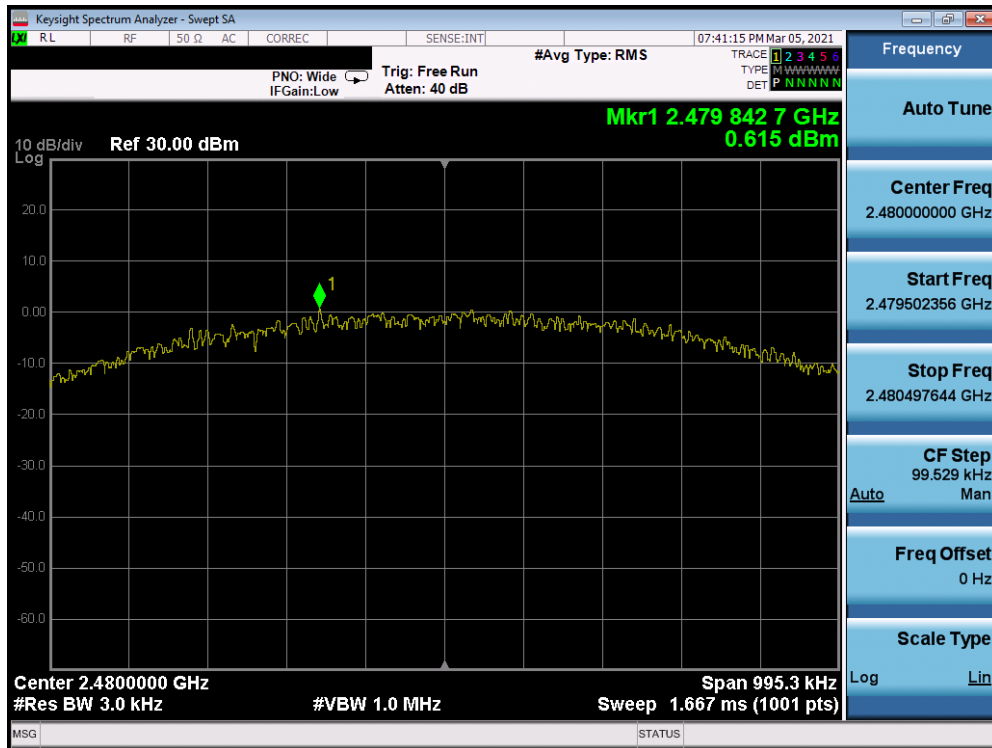 Keysight Spectrum Analyzer - Swept SA
LXI RL RF 50 Ω AC CORREC SENSE:INT 07:41:15 PM Mar 05, 2021
#Avg Type: RMS TRACE 1 2 3 4 5 6
PNO: Wide Trig: Free Run TYPE M WWWWW
IFGain:Low Atten: 40 dB DET P N N N N N
Mkr1 2.479 842 7 GHz
0.615 dBm
10 dB/div Ref 30.00 dBm
Log
20.0
10.0
1
0.00
-10.0
-20.0
-30.0
-40.0
-50.0
-60.0
Center 2.4800000 GHz Span 995.3 kHz
#Res BW 3.0 kHz #VBW 1.0 MHz Sweep 1.667 ms (1001 pts)
MSG STATUS
Frequency
Auto Tune
Center Freq
2.480000000 GHz
Start Freq
2.479502356 GHz
Stop Freq
2.480497644 GHz
CF Step
99.529 kHz
Auto Man
Freq Offset
0 Hz
Scale Type
Log Lin